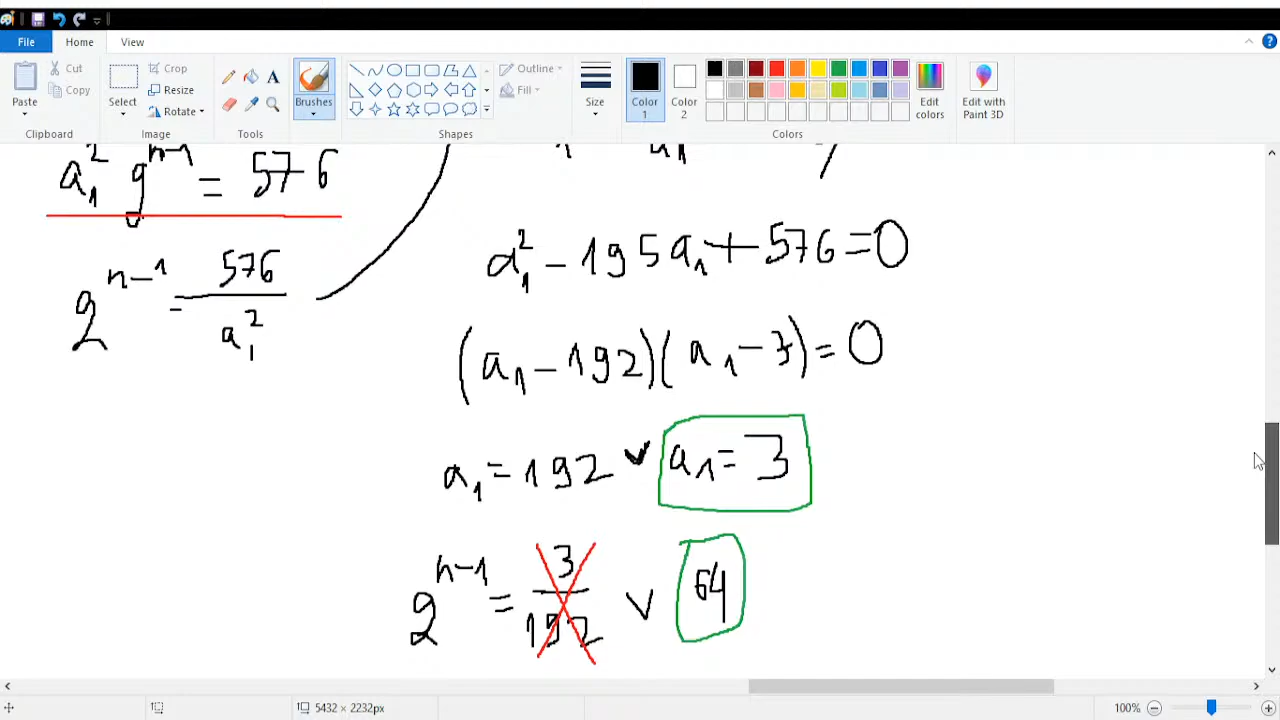 File Home View
Paste Cut Copy Select Crop Resize Rotate A Brushes Outline Fill Size Color 1 Color 2 Edit colors Edit with Paint 3D
Clipboard Image Tools Shapes Colors
a₁² q^(n-1) = 576
q^(n-1) = 576 / a₁²
a₁² - 195a₁ + 576 = 0
(a₁ - 192)(a₁ - 3) = 0
a₁ = 192 ∨ a₁ = 3
q^(n-1) = 3/192 ∨ 64
5432 × 2232px 100%